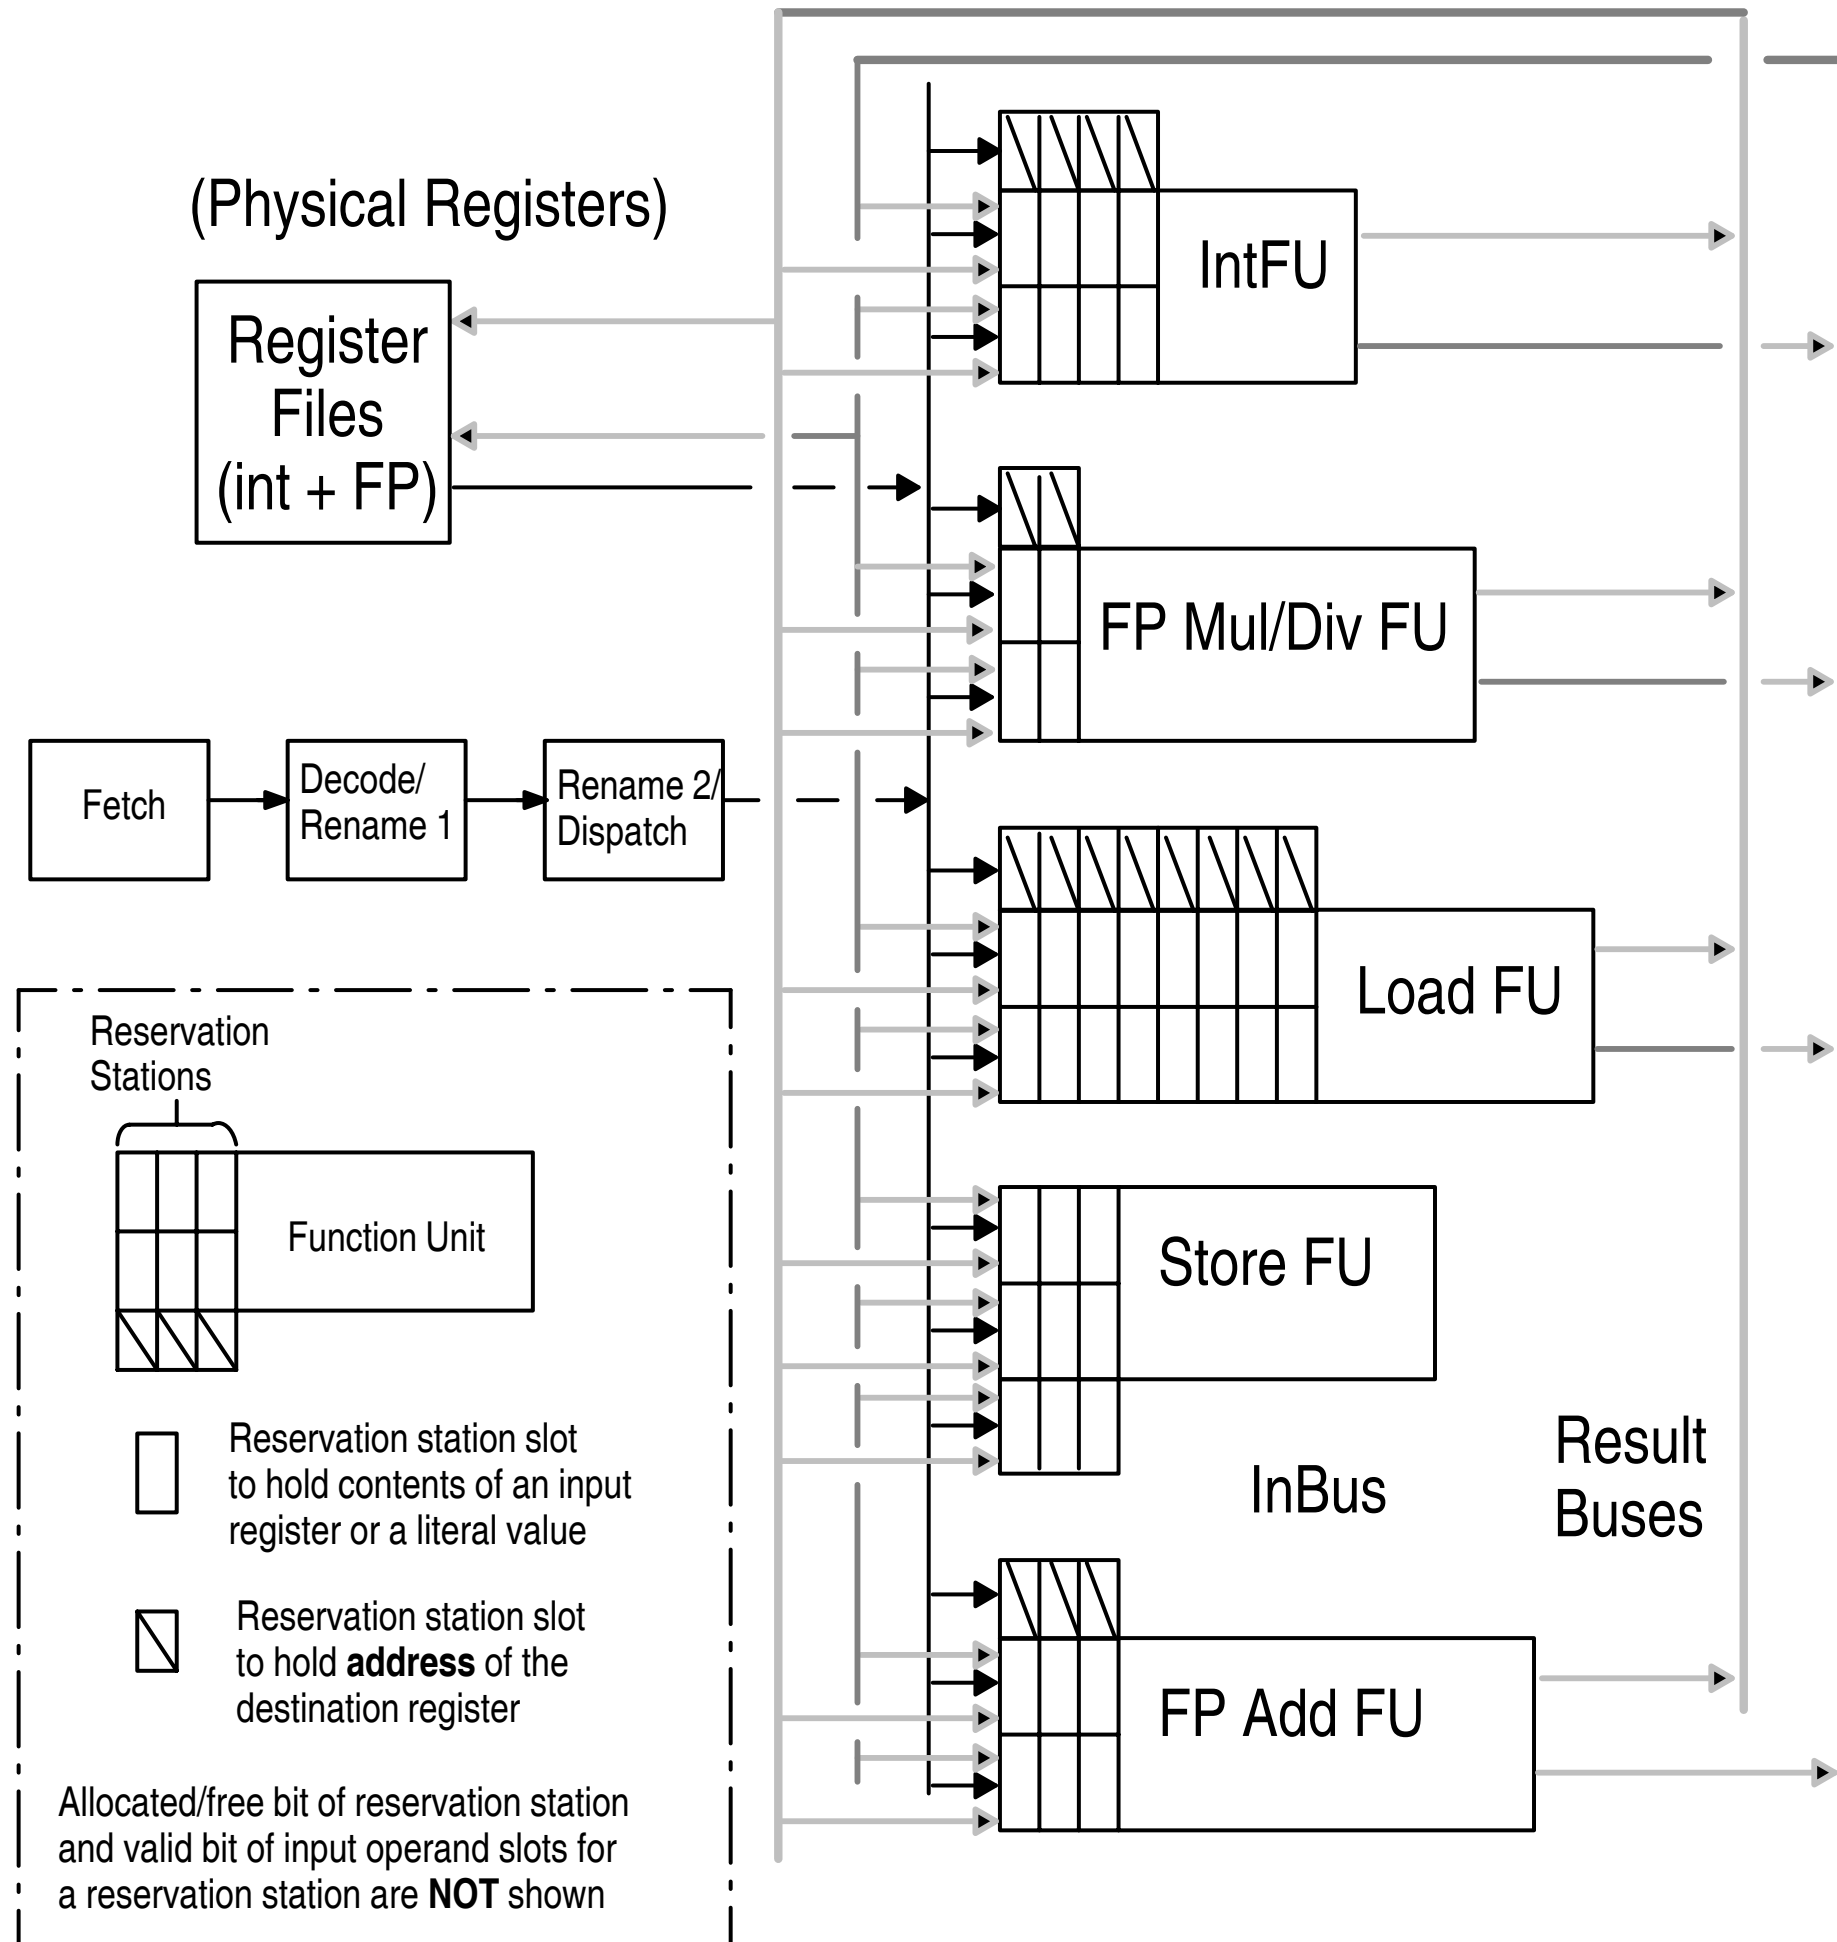 (Physical Registers)
Register
Files
(int + FP)
IntFU
FP Mul/Div FU
Fetch
Decode/
Rename 1
Rename 2/
Dispatch
Load FU
Reservation
Stations
Function Unit
Store FU
Reservation station slot
to hold contents of an input
register or a literal value
InBus
Result
Buses
Reservation station slot
to hold address of the
destination register
FP Add FU
Allocated/free bit of reservation station
and valid bit of input operand slots for
a reservation station are NOT shown